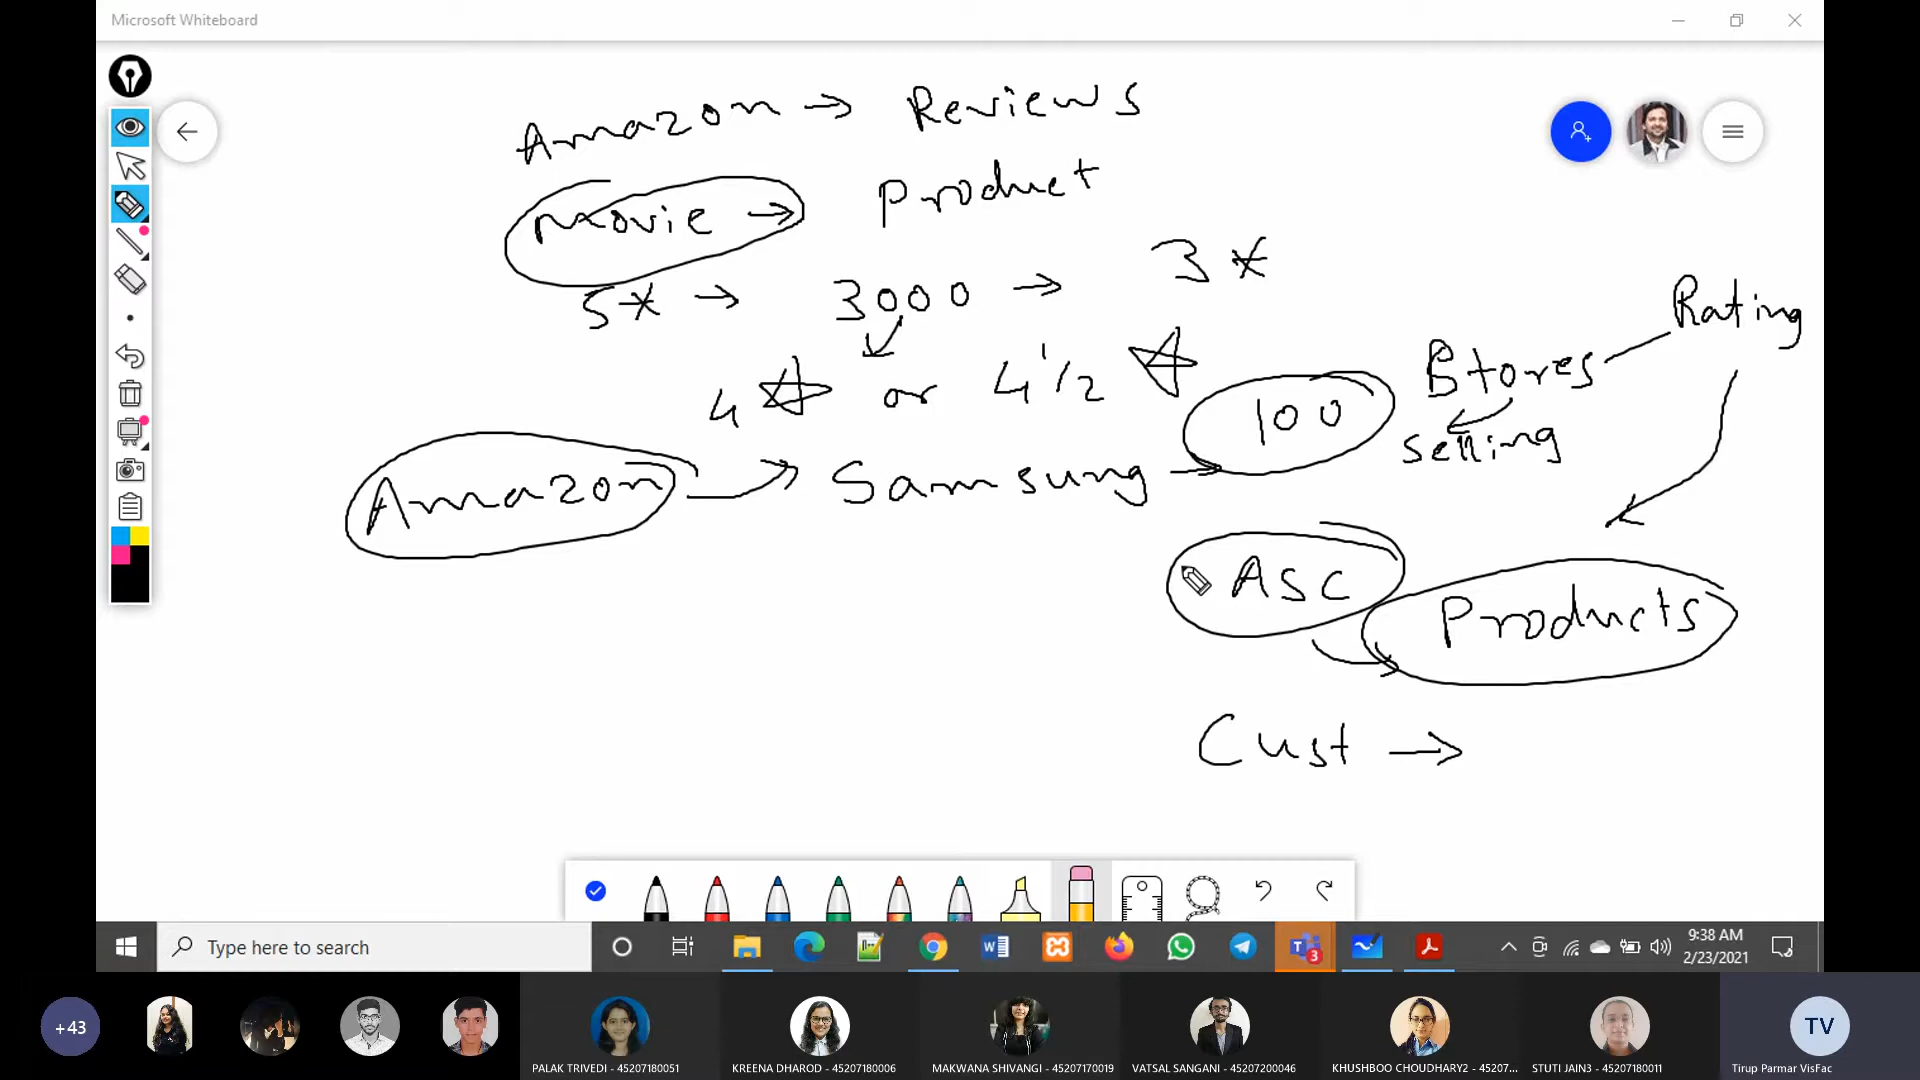 Microsoft Whiteboard
Amazon → Reviews
Movie → Product
5* → 3000 → 3*
4 ☆ or 4 1/2 ☆
100
Btores
Rating
selling
Amazon → Samsung →
ASC
Products
Cust →
Type here to search
3
9:38 AM
2/23/2021
+43
PALAK TRIVEDI - 45207180051
KREENA DHAROD - 45207180006
MAKWANA SHIVANGI - 45207170019
VATSAL SANGANI - 45207200046
KHUSHBOO CHOUDHARY2 - 45207...
STUTI JAIN3 - 45207180011
TV
Tirup Parmar VisFac